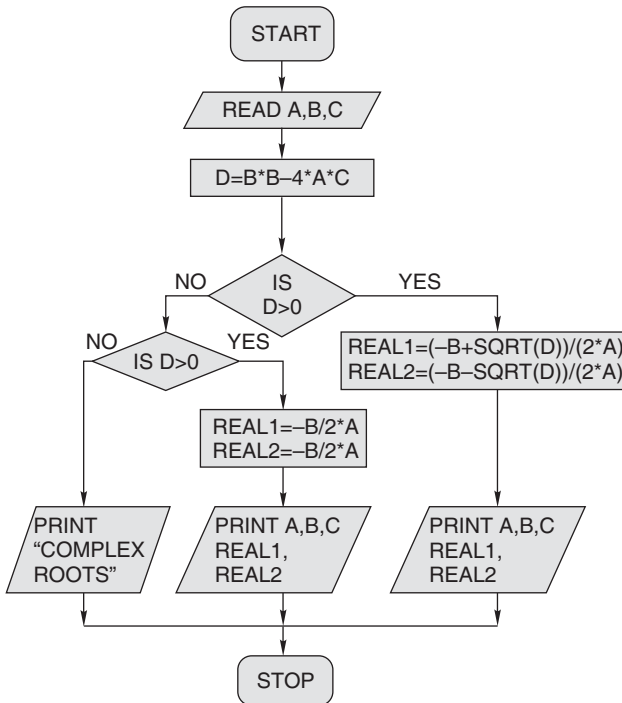 START
READ A,B,C
D=B*B–4*A*C
NO
YES
IS
D>0
NO
YES
IS D>0
REAL1=(–B+SQRT(D))/(2*A)
REAL2=(–B–SQRT(D))/(2*A)
REAL1=–B/2*A
REAL2=–B/2*A
PRINT
“COMPLEX
ROOTS”
PRINT A,B,C
REAL1,
REAL2
PRINT A,B,C
REAL1,
REAL2
STOP